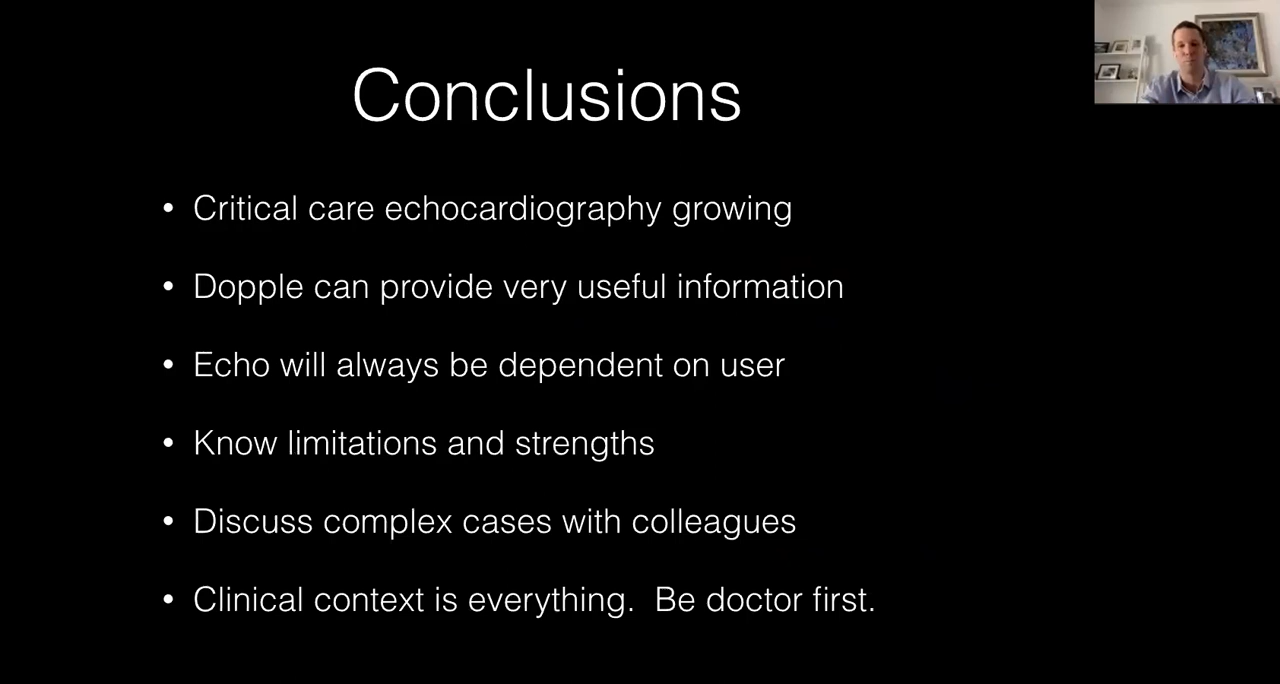 Conclusions
• Critical care echocardiography growing
• Dopple can provide very useful information
• Echo will always be dependent on user
• Know limitations and strengths
• Discuss complex cases with colleagues
• Clinical context is everything.  Be doctor first.